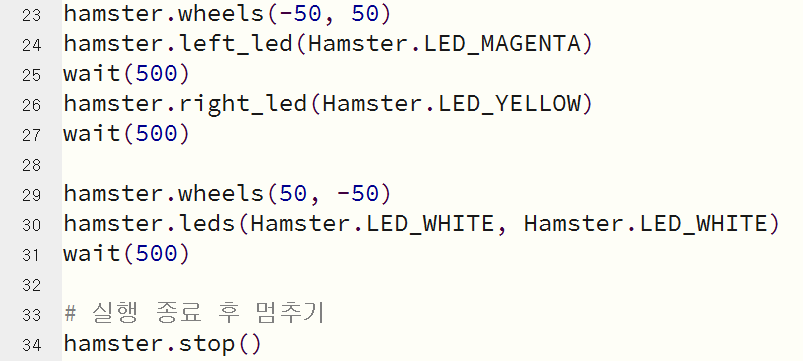 23 hamster.wheels(-50, 50)
24 hamster.left_led(Hamster.LED_MAGENTA)
25 wait(500)
26 hamster.right_led(Hamster.LED_YELLOW)
27 wait(500)
28
29 hamster.wheels(50, -50)
30 hamster.leds(Hamster.LED_WHITE, Hamster.LED_WHITE)
31 wait(500)
32
33 # 실행 종료 후 멈추기
34 hamster.stop()